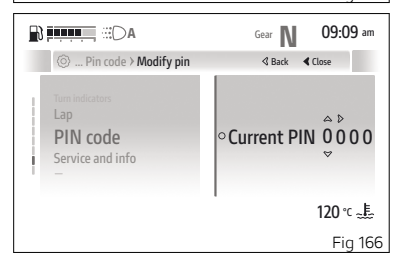 A Gear N 09:09 am
... Pin code > Modify pin Back Close
Turn indicators
Lap
PIN code
Service and info
...
Current PIN 0 0 0 0
120 °C
Fig 166